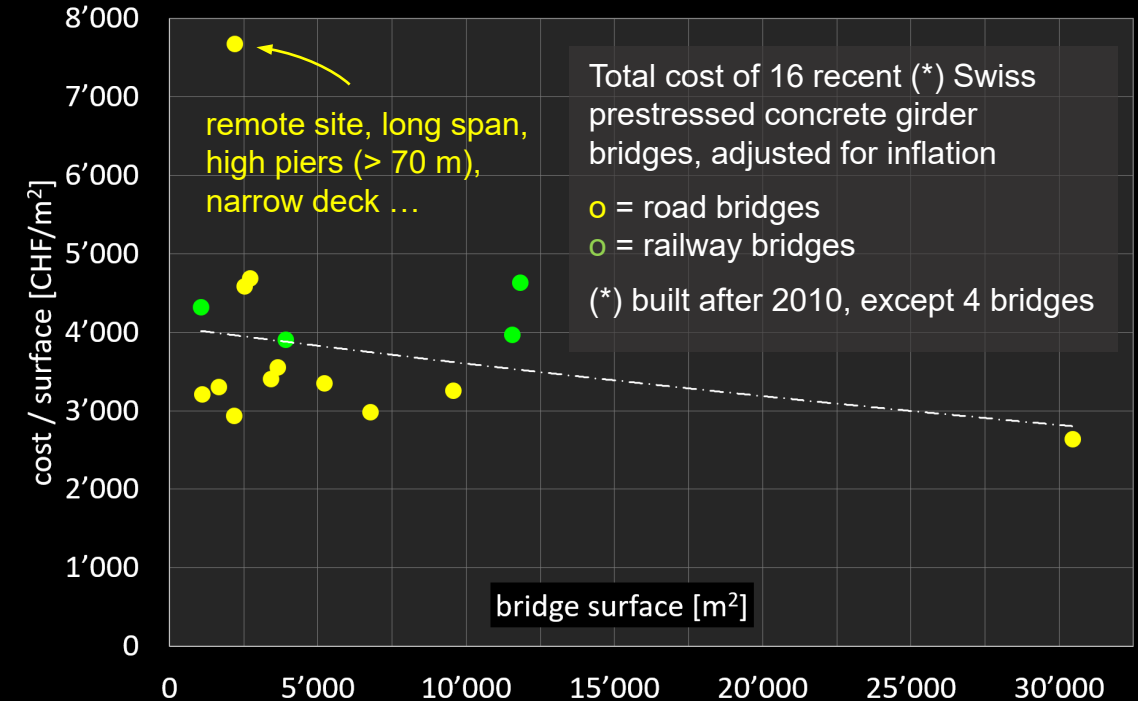 8’000
7’000
6’000
5’000
4’000
3’000
2’000
1’000
0
cost / surface [CHF/m²]
remote site, long span,
high piers (> 70 m),
narrow deck …
Total cost of 16 recent (*) Swiss
prestressed concrete girder
bridges, adjusted for inflation
o = road bridges
o = railway bridges
(*) built after 2010, except 4 bridges
bridge surface [m²]
0
5’000
10’000
15’000
20’000
25’000
30’000